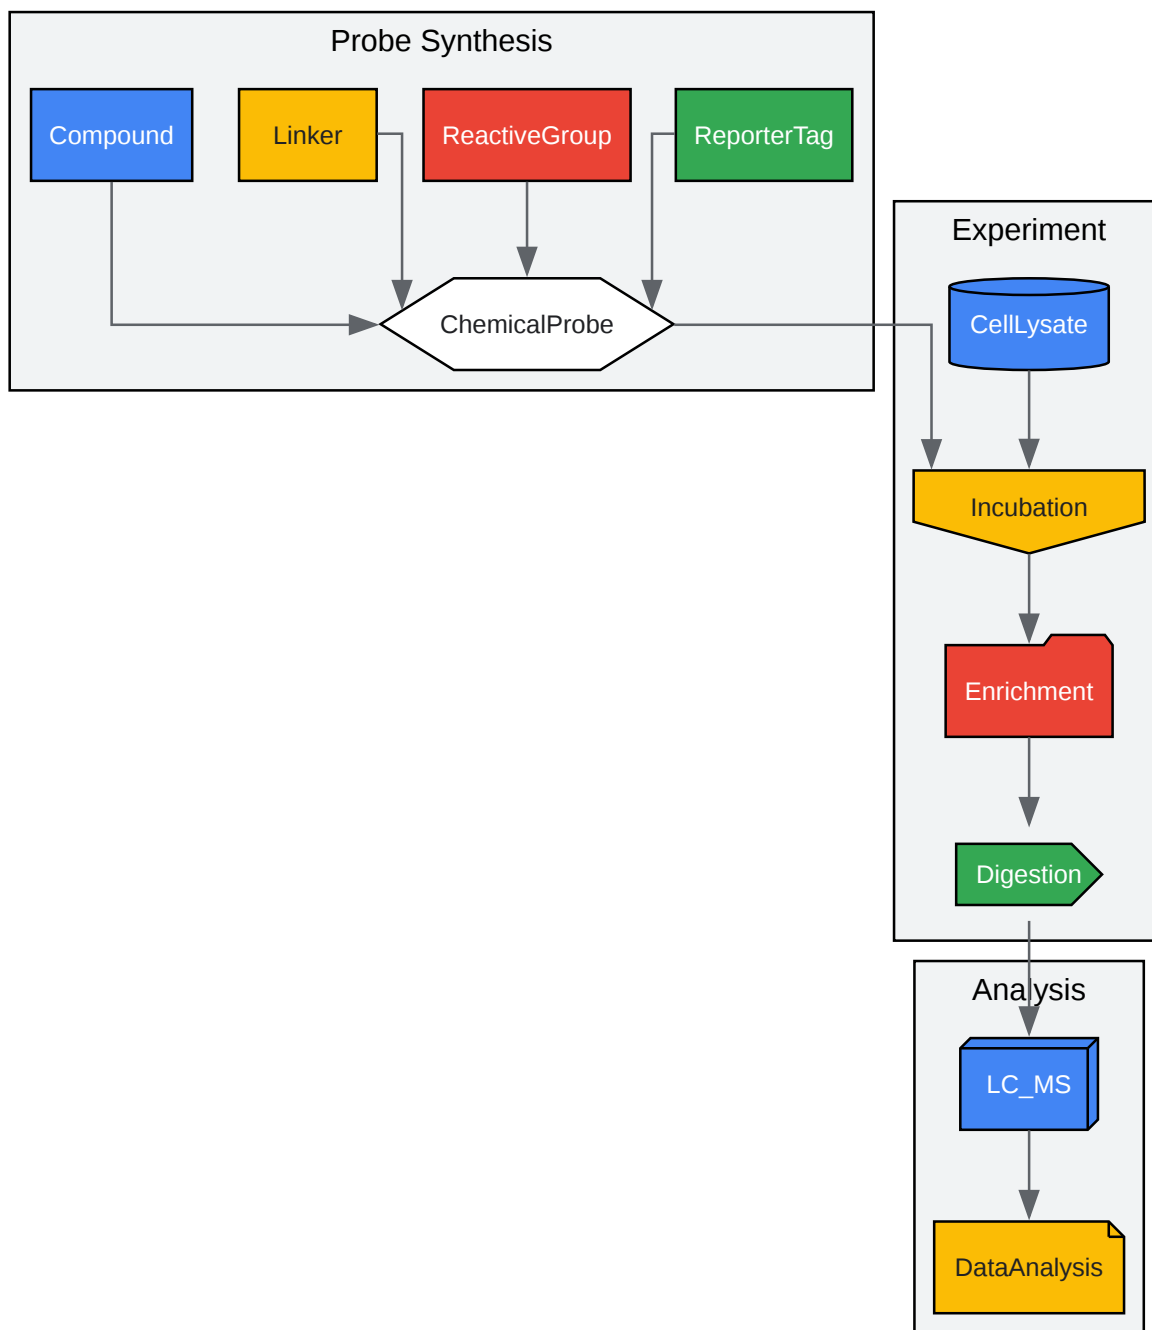 Probe Synthesis
Compound
Linker
ReactiveGroup
ReporterTag
ChemicalProbe
Experiment
CellLysate
Incubation
Enrichment
Digestion
Analysis
LC_MS
DataAnalysis